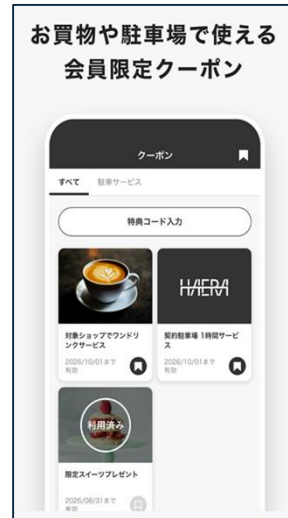 お買物や駐車場で使える
会員限定クーポン
クーポン
すべて 駐車サービス
特典コード入力
HAERA
対象ショップでワンドリ
ンクサービス
2026/10/01まで
有効
契約駐車場 1時間サービ
ス
2026/10/01まで
有効
利用済み
限定スイーツプレゼント
2026/08/31まで
有効